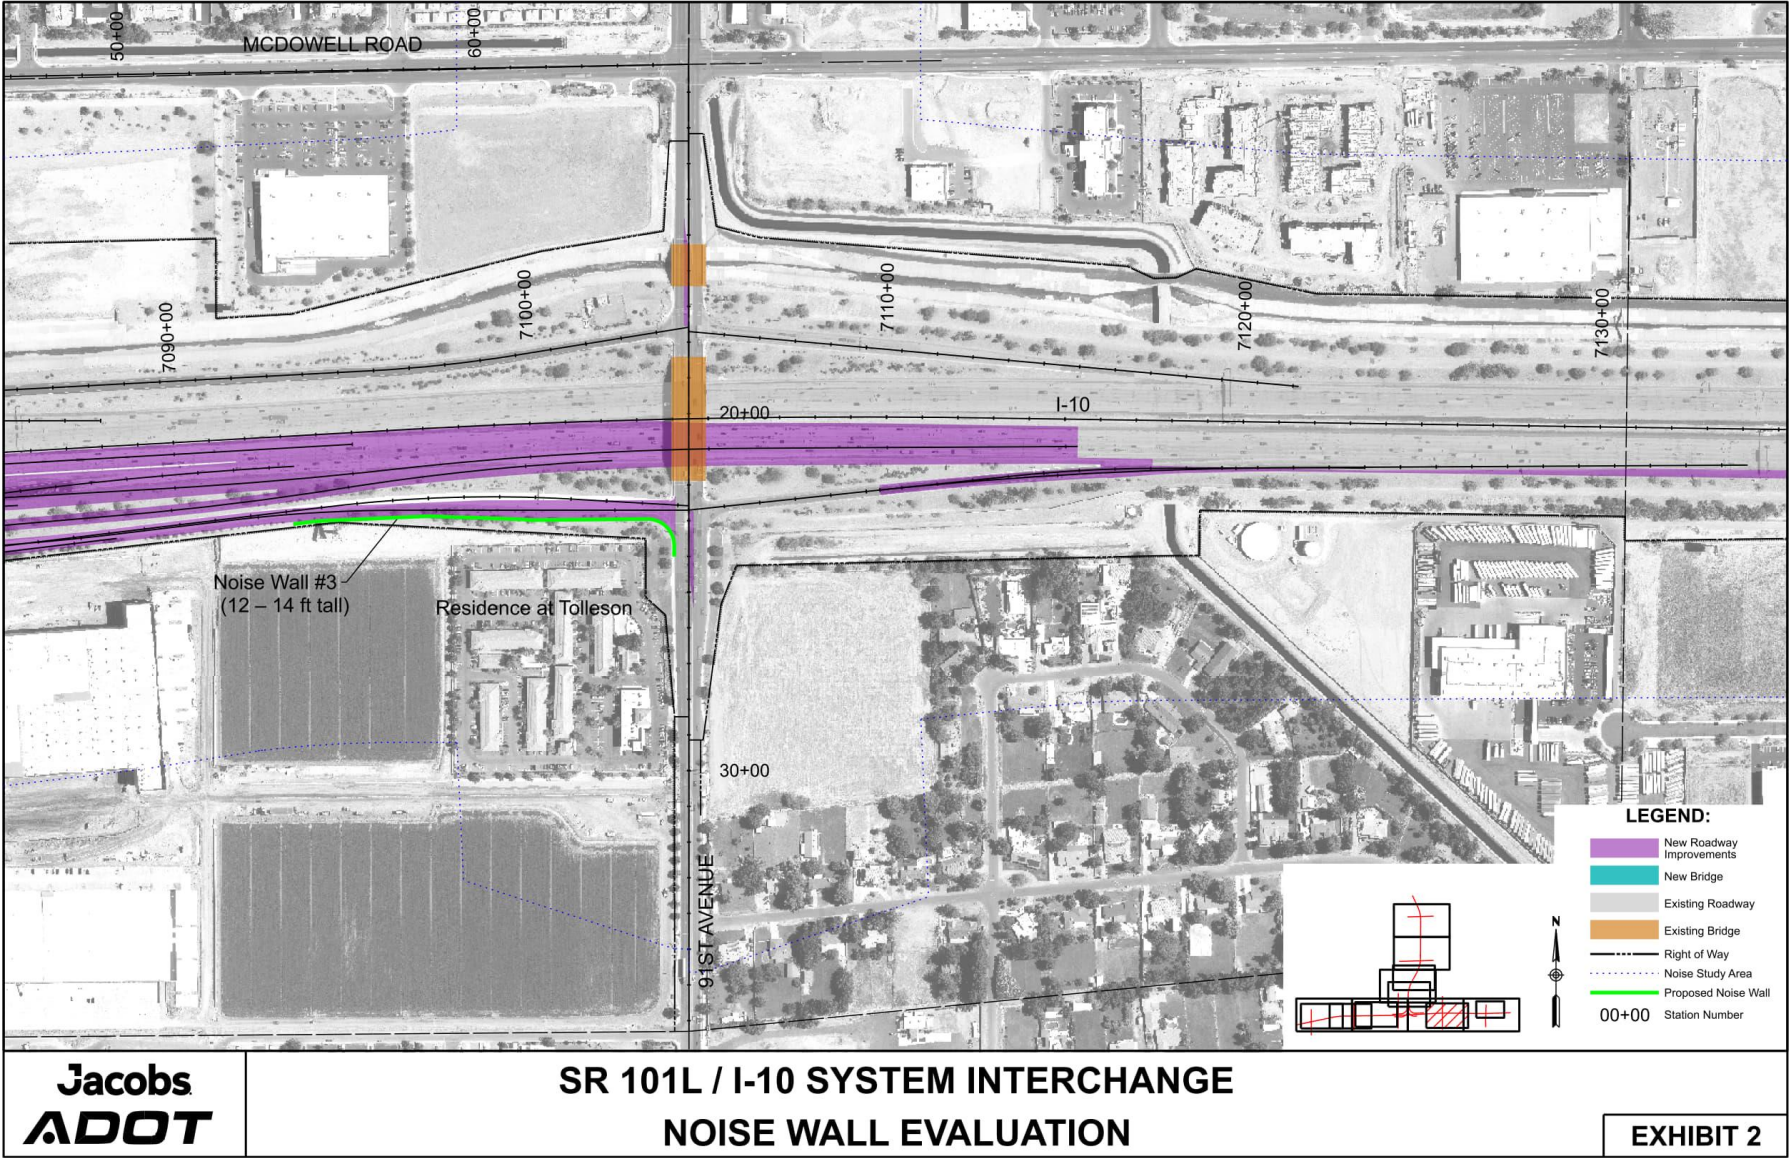 50+00
60+00
MCDOWELL ROAD
7090+00
7100+00
7110+00
7120+00
7130+00
20+00
I-10
Noise Wall #3
(12 – 14 ft tall)
Residence at Tolleson
30+00
91ST AVENUE
LEGEND:
New Roadway
Improvements
New Bridge
Existing Roadway
Existing Bridge
Right of Way
Noise Study Area
Proposed Noise Wall
00+00 Station Number
N
Jacobs
ADOT
SR 101L / I-10 SYSTEM INTERCHANGE
NOISE WALL EVALUATION
EXHIBIT 2